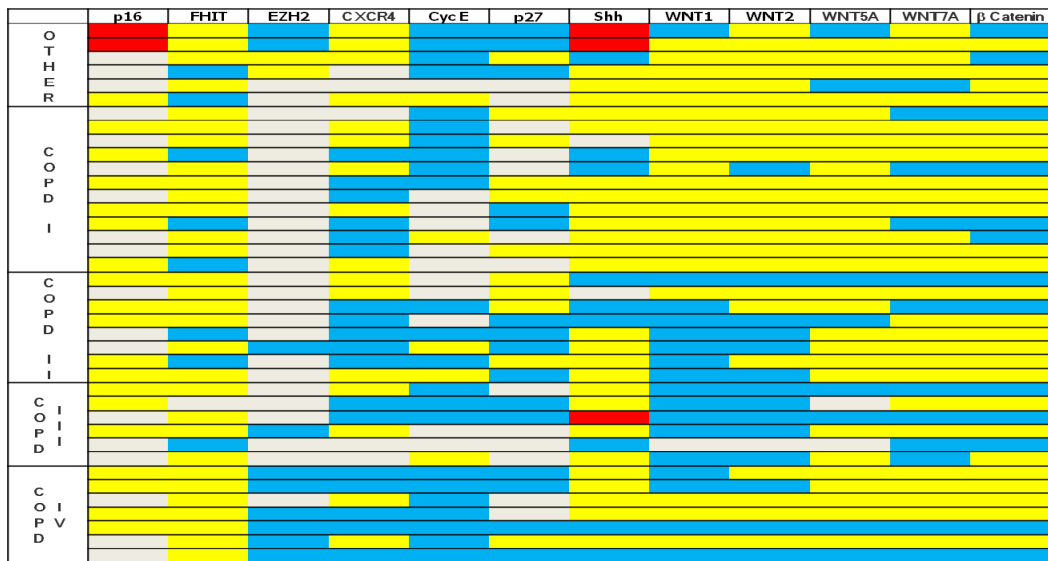 p16 FHIT EZH2 CXCR4 Cyc E p27 Shh WNT1 WNT2 WNT5A WNT7A β Catenin
OTHER
COPD I
COPD II
COPD III
COPD IV